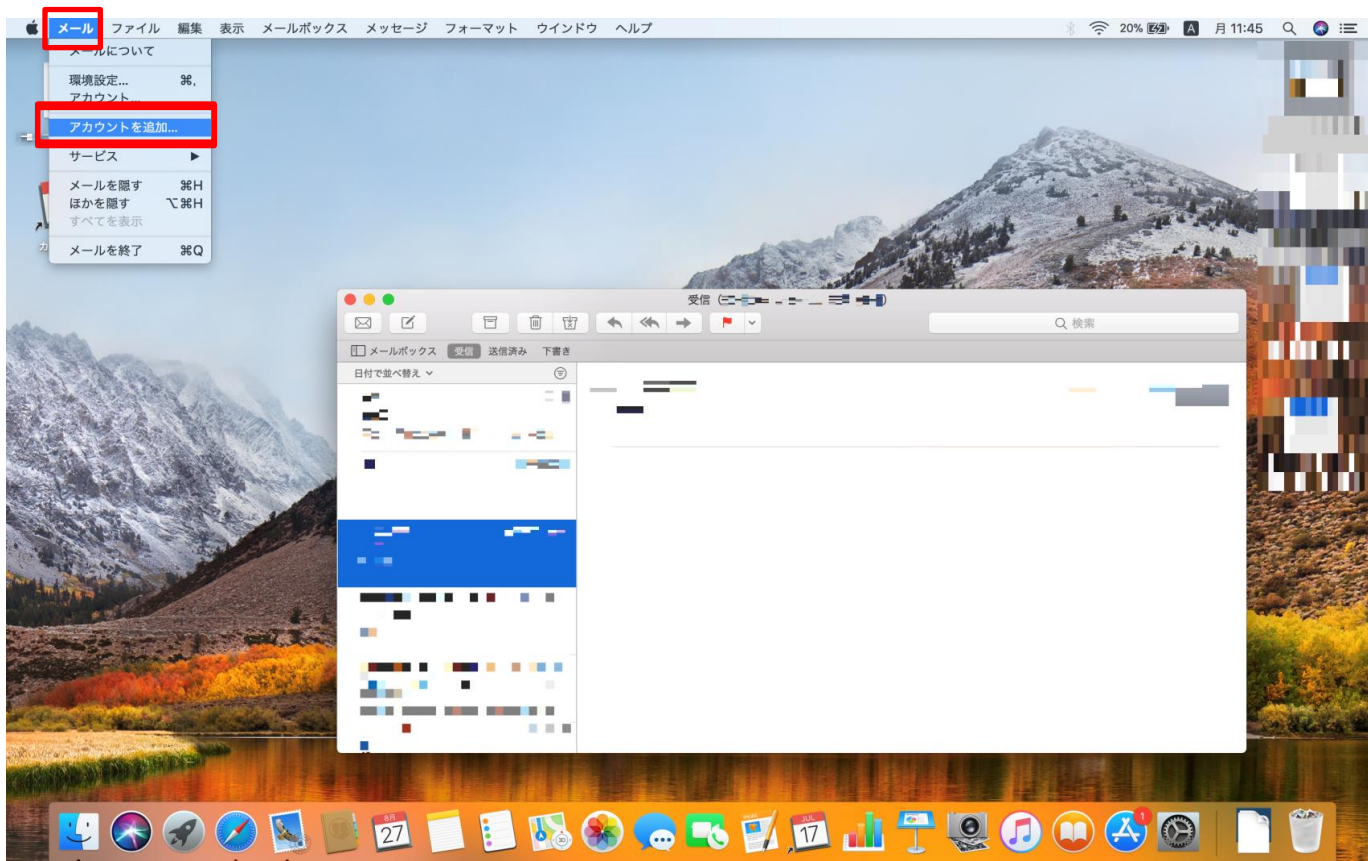 メール ファイル 編集 表示 メールボックス メッセージ フォーマット ウインドウ ヘルプ 20% A 月 11:45
メールについて
環境設定... ⌘,
アカウント...
アカウントを追加...
サービス ▶
メールを隠す ⌘H
ほかを隠す ⌥⌘H
すべてを表示
メールを終了 ⌘Q
受信
検索
メールボックス 受信 送信済み 下書き
日付で並べ替え
8月
27
JUL
17
1